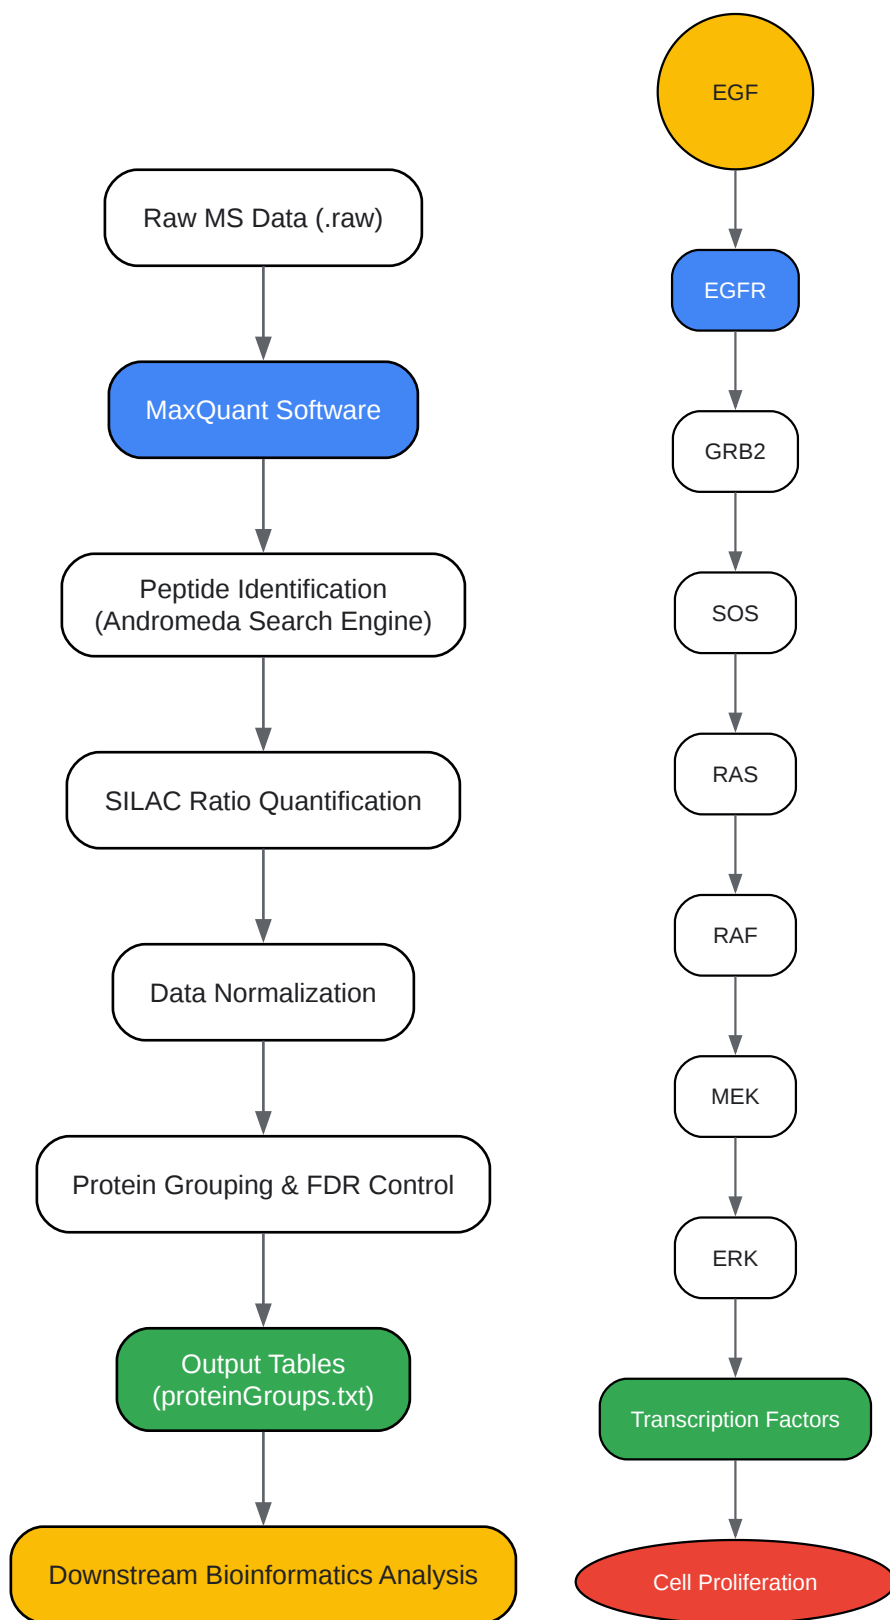 Raw MS Data (.raw)
MaxQuant Software
Peptide Identification
(Andromeda Search Engine)
SILAC Ratio Quantification
Data Normalization
Protein Grouping & FDR Control
Output Tables
(proteinGroups.txt)
Downstream Bioinformatics Analysis
EGF
EGFR
GRB2
SOS
RAS
RAF
MEK
ERK
Transcription Factors
Cell Proliferation